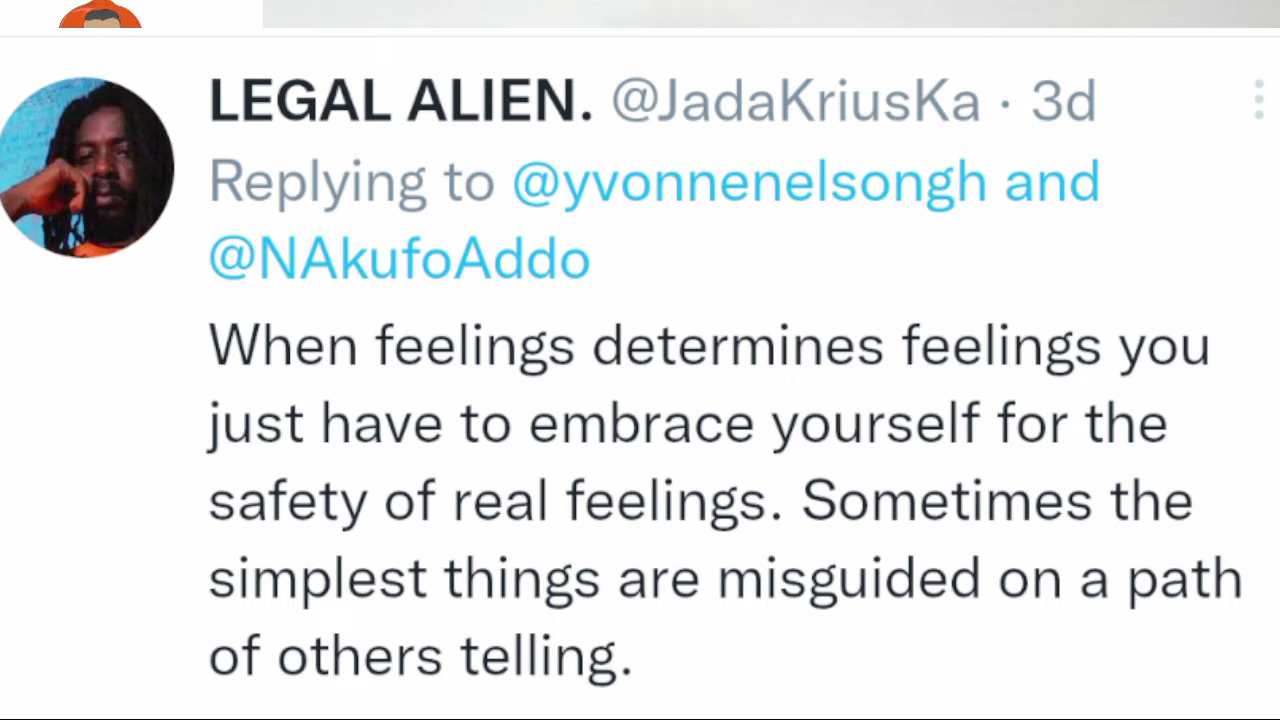 LEGAL ALIEN. @JadaKriusKa · 3d
Replying to @yvonnenelsongh and
@NAkufoAddo
When feelings determines feelings you
just have to embrace yourself for the
safety of real feelings. Sometimes the
simplest things are misguided on a path
of others telling.